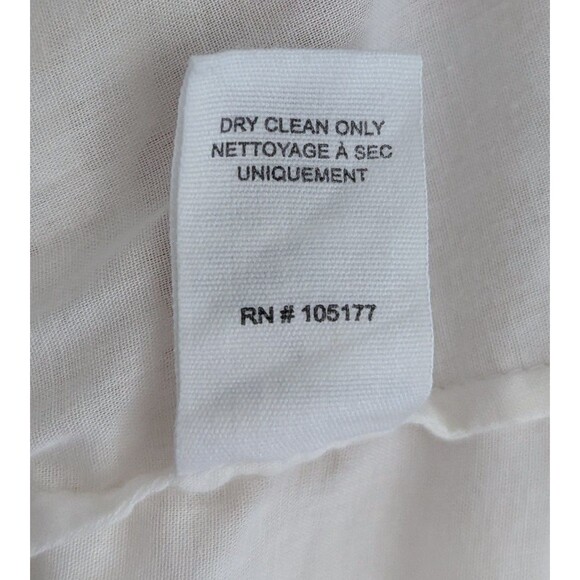 DRY CLEAN ONLY
NETTOYAGE À SEC
UNIQUEMENT
RN # 105177